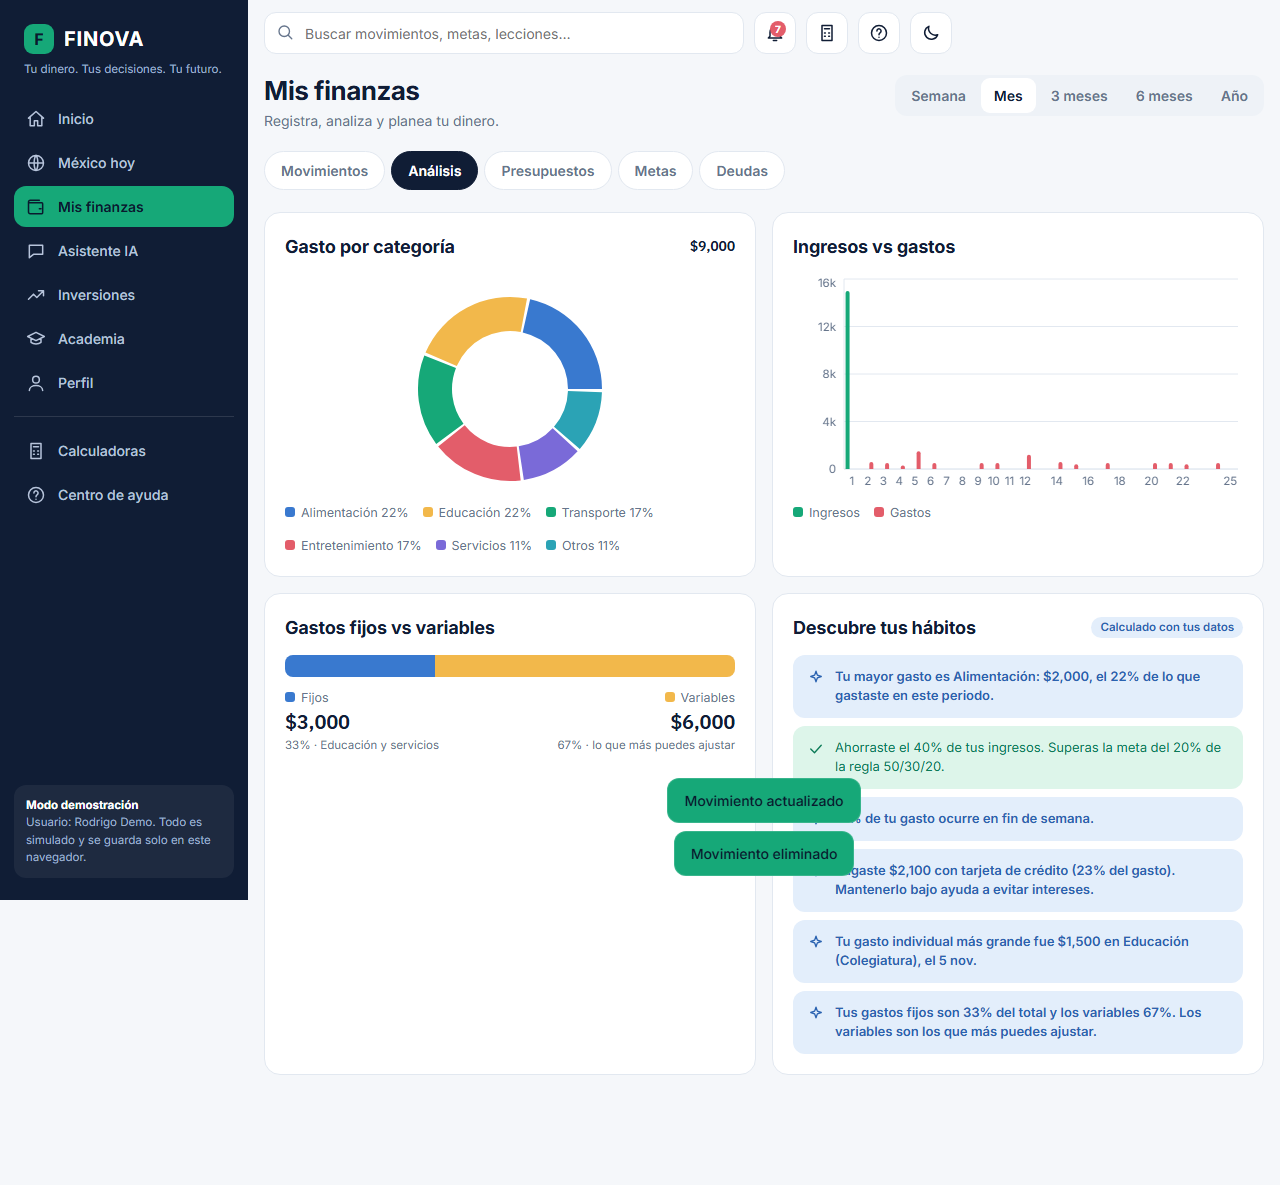 F FINOVA
Tu dinero. Tus decisiones. Tu futuro.
Inicio
México hoy
Mis finanzas
Asistente IA
Inversiones
Academia
Perfil
Calculadoras
Centro de ayuda
Modo demostración
Usuario: Rodrigo Demo. Todo es
simulado y se guarda solo en este
navegador.
Buscar movimientos, metas, lecciones...
7
Mis finanzas
Registra, analiza y planea tu dinero.
Semana Mes 3 meses 6 meses Año
Movimientos Análisis Presupuestos Metas Deudas
Gasto por categoría $9,000
Alimentación 22% Educación 22% Transporte 17%
Entretenimiento 17% Servicios 11% Otros 11%
Ingresos vs gastos
16k
12k
8k
4k
0
1 2 3 4 5 6 7 8 9 10 11 12 14 16 18 20 22 25
Ingresos Gastos
Gastos fijos vs variables
Fijos Variables
$3,000 $6,000
33% · Educación y servicios 67% · lo que más puedes ajustar
Descubre tus hábitos Calculado con tus datos
Tu mayor gasto es Alimentación: $2,000, el 22% de lo que
gastaste en este periodo.
Ahorraste el 40% de tus ingresos. Superas la meta del 20% de
la regla 50/30/20.
de tu gasto ocurre en fin de semana.
$2,100 con tarjeta de crédito (23% del gasto).
Mantenerlo bajo ayuda a evitar intereses.
Tu gasto individual más grande fue $1,500 en Educación
(Colegiatura), el 5 nov.
Tus gastos fijos son 33% del total y los variables 67%. Los
variables son los que más puedes ajustar.
Movimiento actualizado
Movimiento eliminado